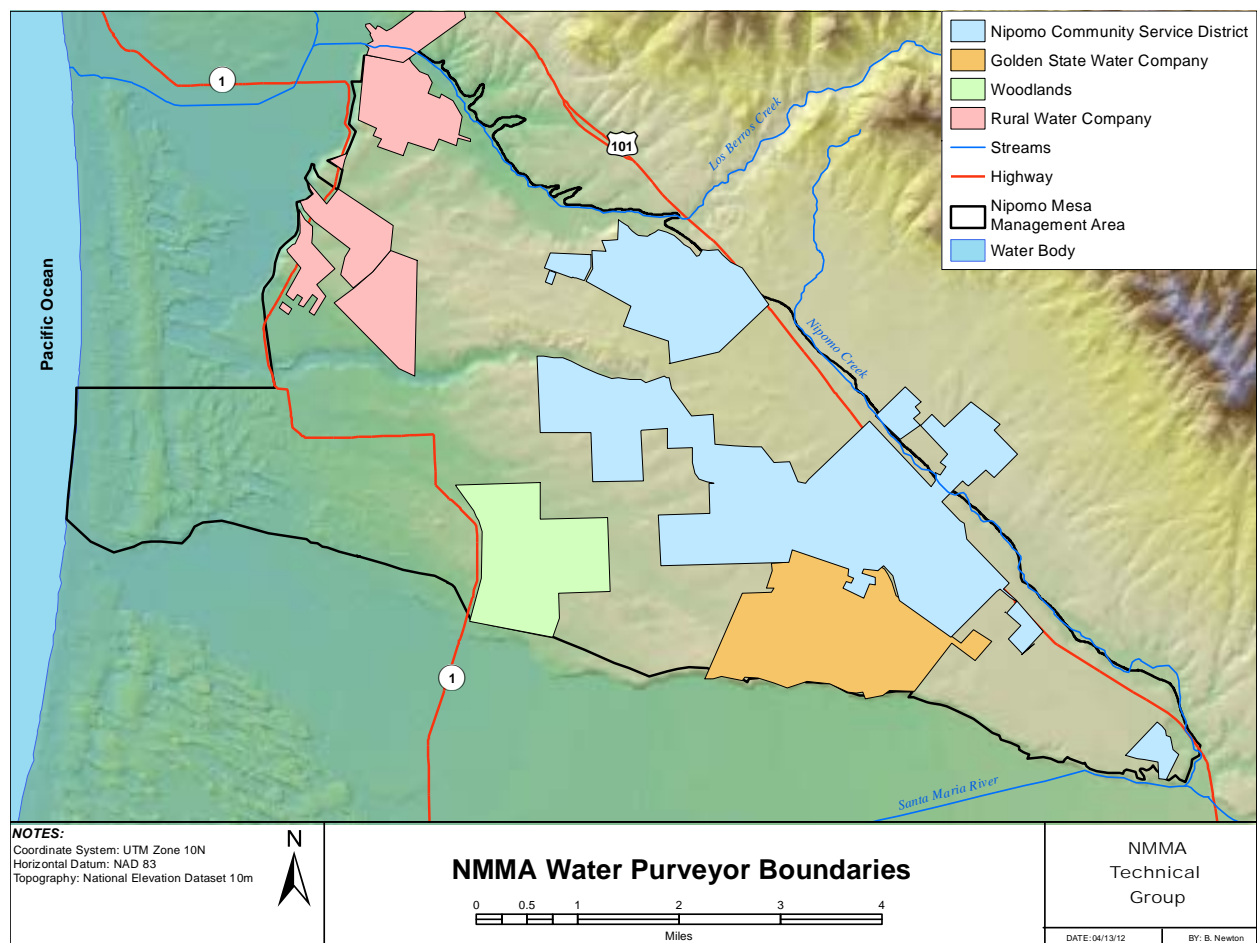 Nipomo Community Service District
Golden State Water Company
Woodlands
Rural Water Company
Streams
Highway
Nipomo Mesa
Management Area
Water Body
1
101
Los Berros Creek
Pacific Ocean
Nipomo Creek
1
Santa Maria River
NOTES:
Coordinate System: UTM Zone 10N
Horizontal Datum: NAD 83
Topography: National Elevation Dataset 10m
N
NMMA Water Purveyor Boundaries
0 0.5 1 2 3 4
Miles
NMMA
Technical
Group
DATE:04/13/12
BY: B. Newton